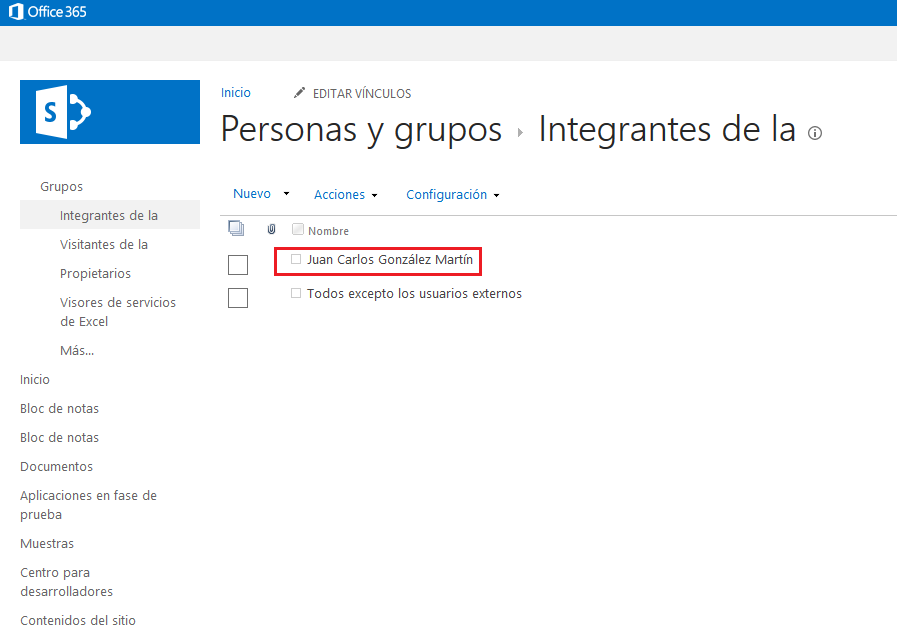 Office 365
S
Inicio
EDITAR VÍNCULOS
Personas y grupos ▸ Integrantes de la
Grupos
Integrantes de la
Visitantes de la
Propietarios
Visores de servicios
de Excel
Más...
Inicio
Bloc de notas
Bloc de notas
Documentos
Aplicaciones en fase de
prueba
Muestras
Centro para
desarrolladores
Contenidos del sitio
Nuevo Acciones Configuración
Nombre
Juan Carlos González Martín
Todos excepto los usuarios externos